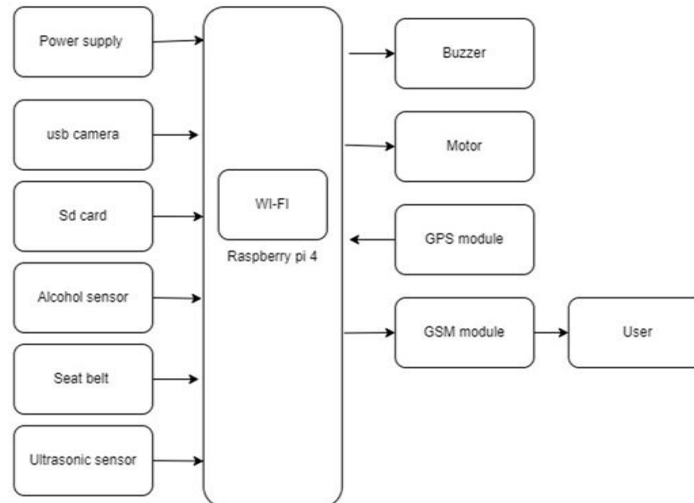 Power supply
usb camera
Sd card
Alcohol sensor
Seat belt
Ultrasonic sensor
WI-FI
Raspberry pi 4
Buzzer
Motor
GPS module
GSM module
User